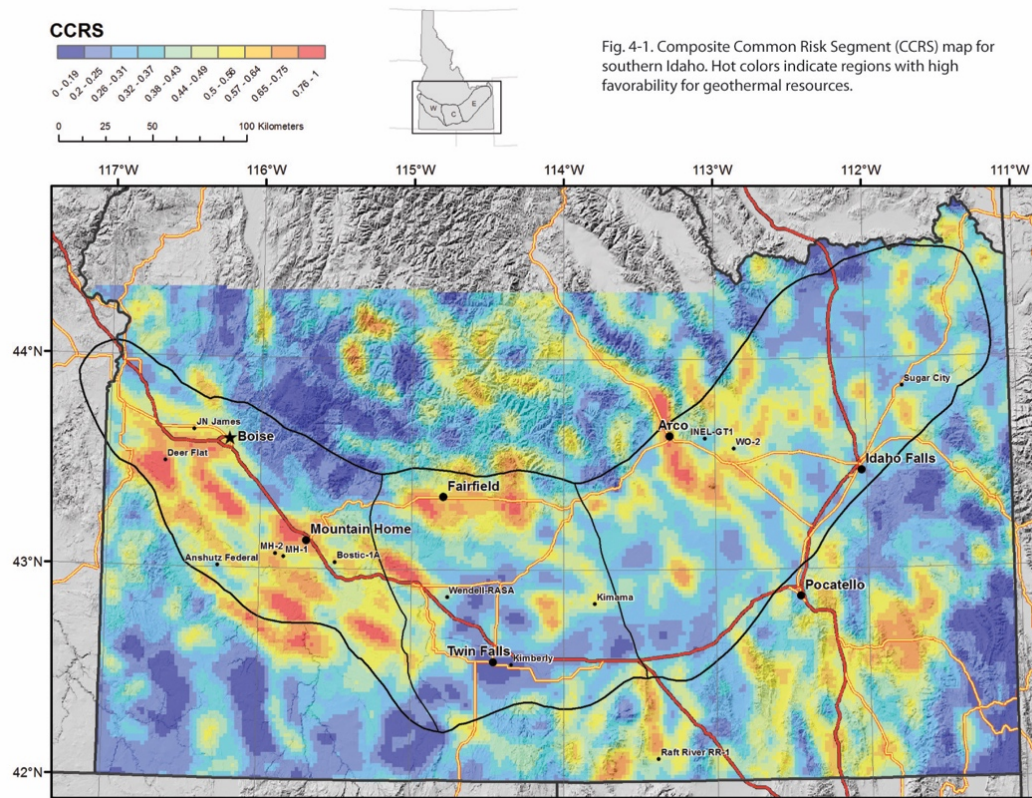 CCRS
0 - 0.19
0.2 - 0.25
0.26 - 0.31
0.32 - 0.37
0.38 - 0.43
0.44 - 0.49
0.5 - 0.56
0.57 - 0.64
0.65 - 0.75
0.76 - 1
0 25 50 100 Kilometers
W C E
Fig. 4-1. Composite Common Risk Segment (CCRS) map for
southern Idaho. Hot colors indicate regions with high
favorability for geothermal resources.
117°W 116°W 115°W 114°W 113°W 112°W 111°W
44°N
43°N
42°N
Sugar City
JN James
Boise
Arco
INEL-GT1
WO-2
Deer Flat
Idaho Falls
Fairfield
Mountain Home
MH-2
MH-1
Anshutz Federal
Bostic-1A
Wendell-RASA
Kimama
Pocatello
Twin Falls
Kimberly
Raft River RR-1